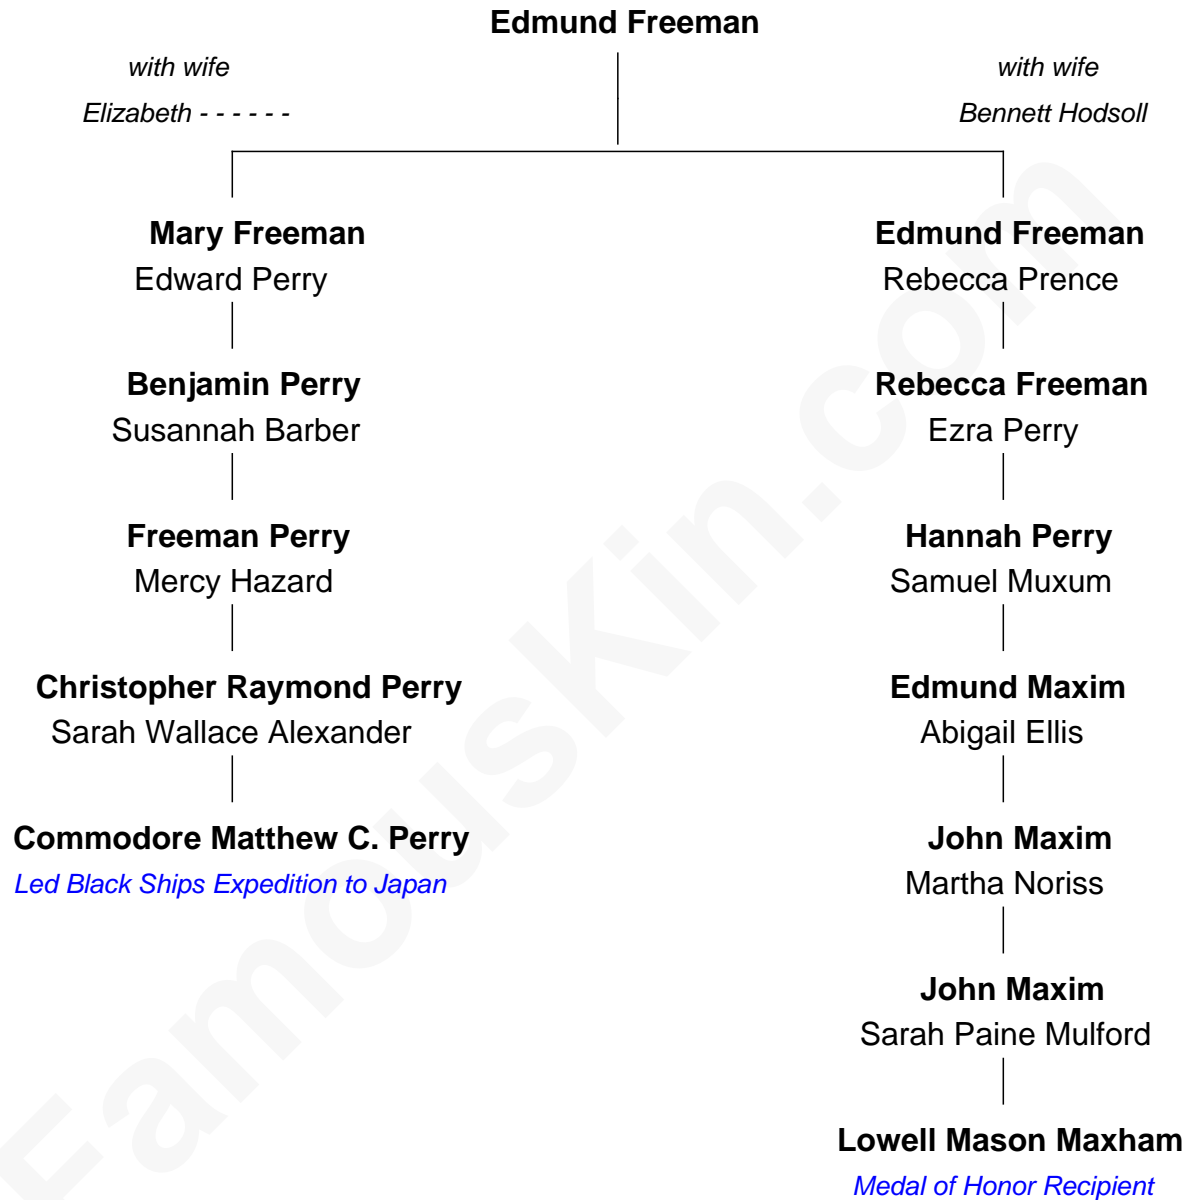 Edmund Freeman
with wife
Elizabeth - - - - - -
with wife
Bennett Hodsoll
Mary Freeman
Edward Perry
Edmund Freeman
Rebecca Prence
Benjamin Perry
Susannah Barber
Rebecca Freeman
Ezra Perry
Freeman Perry
Mercy Hazard
Hannah Perry
Samuel Muxum
Christopher Raymond Perry
Sarah Wallace Alexander
Edmund Maxim
Abigail Ellis
Commodore Matthew C. Perry
Led Black Ships Expedition to Japan
John Maxim
Martha Noriss
John Maxim
Sarah Paine Mulford
Lowell Mason Maxham
Medal of Honor Recipient
FamousKin.com